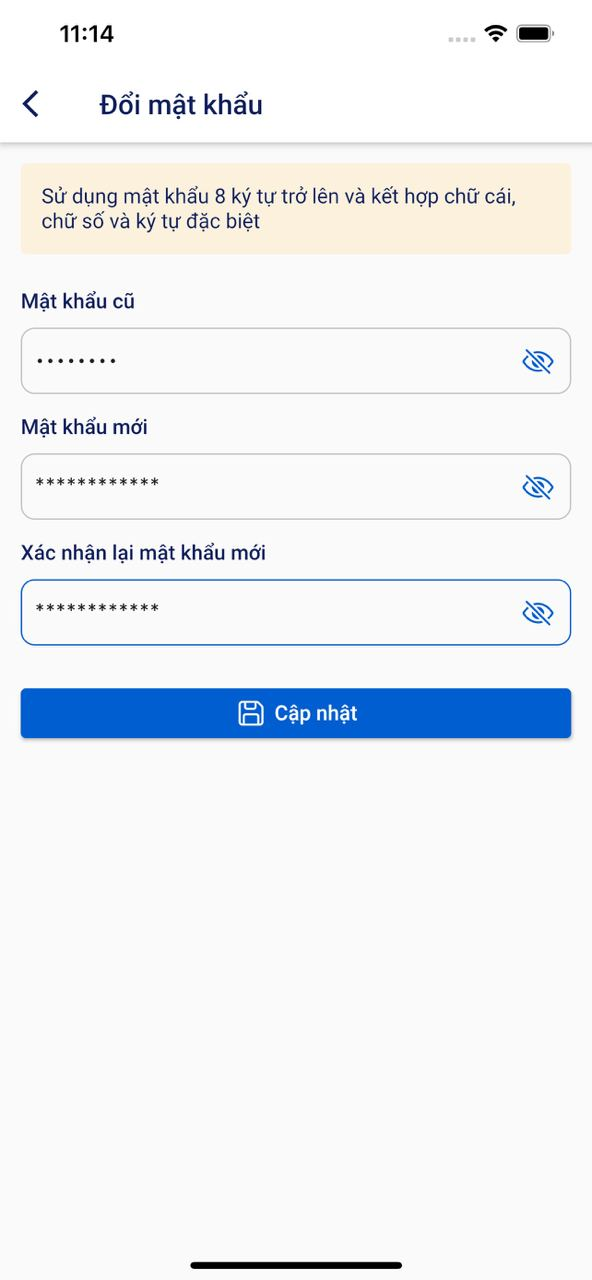 11:14
Đổi mật khẩu
Sử dụng mật khẩu 8 ký tự trở lên và kết hợp chữ cái,
chữ số và ký tự đặc biệt
Mật khẩu cũ
••••••••
Mật khẩu mới
************
Xác nhận lại mật khẩu mới
************
Cập nhật